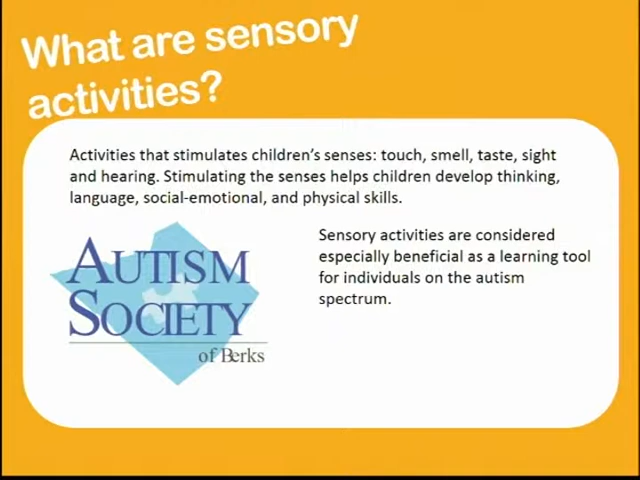 What are sensory
activities?
Activities that stimulates children's senses: touch, smell, taste, sight
and hearing. Stimulating the senses helps children develop thinking,
language, social-emotional, and physical skills.
Sensory activities are considered
especially beneficial as a learning tool
for individuals on the autism
spectrum.
AUTISM
SOCIETY
of Berks